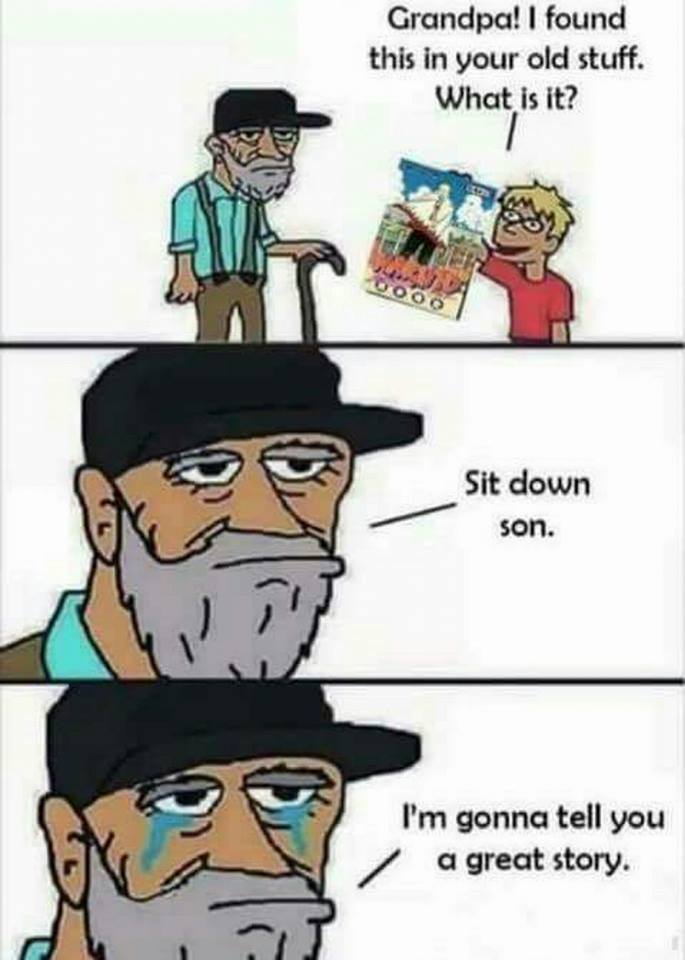 Grandpa! I found
this in your old stuff.
What is it?
Sit down
son.
I'm gonna tell you
a great story.